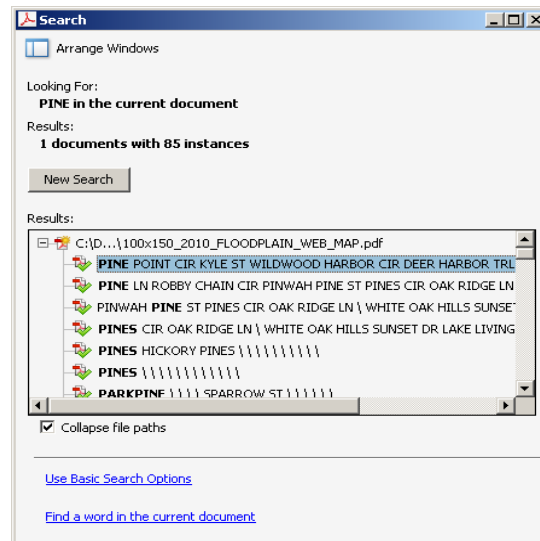 Search
Arrange Windows
Looking For:
PINE in the current document
Results:
1 documents with 85 instances
New Search
Results:
C:\D...\100x150_2010_FLOODPLAIN_WEB_MAP.pdf
PINE POINT CIR KYLE ST WILDWOOD HARBOR CIR DEER HARBOR TRL
PINE LN ROBBY CHAIN CIR PINWAH PINE ST PINES CIR OAK RIDGE LN
PINWAH PINE ST PINES CIR OAK RIDGE LN \ WHITE OAK HILLS SUNSET
PINES CIR OAK RIDGE LN \ WHITE OAK HILLS SUNSET DR LAKE LIVING
PINES HICKORY PINES \ \ \ \ \ \ \ \ \ \
PINES \ \ \ \ \ \ \ \ \ \ \ \
PARKPINE \ \ \ \ SPARROW ST \ \ \ \ \ \
Collapse file paths
Use Basic Search Options
Find a word in the current document